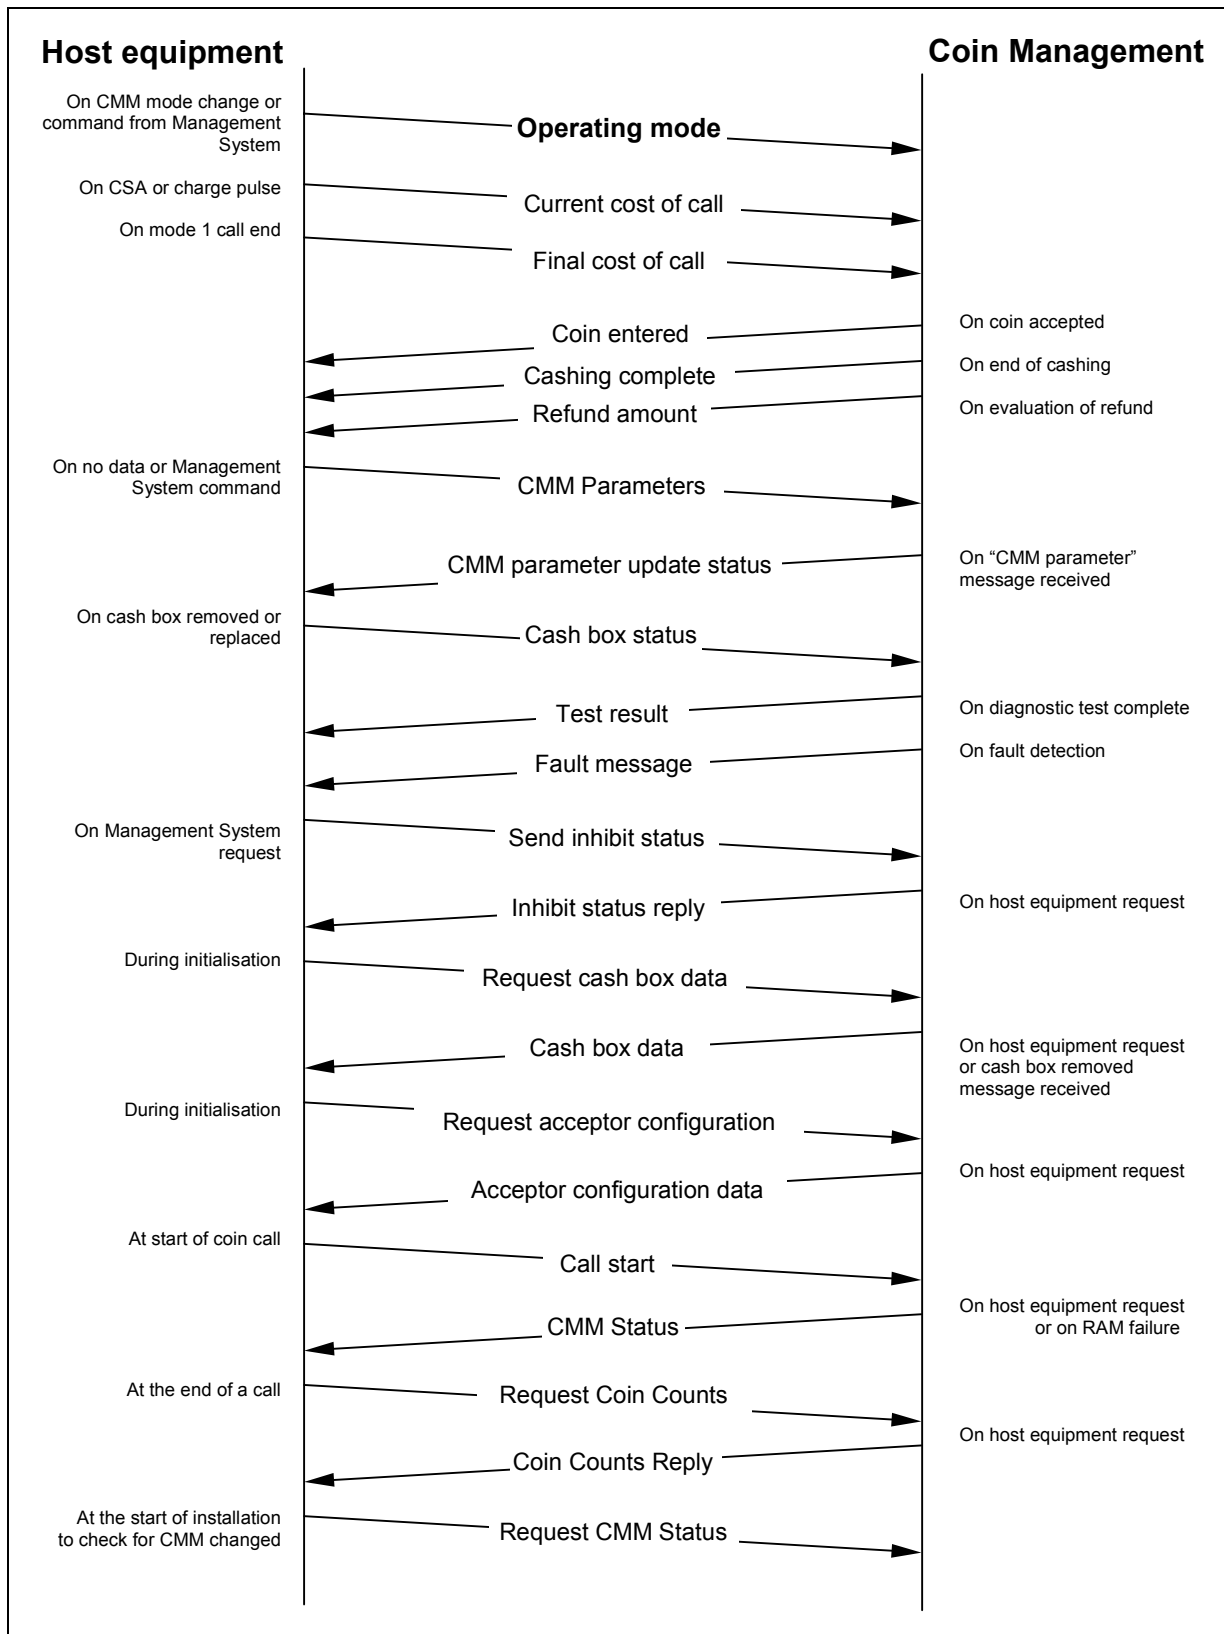 Host equipment
Coin Management
On CMM mode change or
command from Management
System
Operating mode
On CSA or charge pulse
Current cost of call
On mode 1 call end
Final cost of call
Coin entered
On coin accepted
Cashing complete
On end of cashing
Refund amount
On evaluation of refund
On no data or Management
System command
CMM Parameters
CMM parameter update status
On “CMM parameter”
message received
On cash box removed or
replaced
Cash box status
Test result
On diagnostic test complete
Fault message
On fault detection
On Management System
request
Send inhibit status
Inhibit status reply
On host equipment request
During initialisation
Request cash box data
Cash box data
On host equipment request
or cash box removed
message received
During initialisation
Request acceptor configuration
Acceptor configuration data
On host equipment request
At start of coin call
Call start
CMM Status
On host equipment request
or on RAM failure
At the end of a call
Request Coin Counts
Coin Counts Reply
On host equipment request
At the start of installation
to check for CMM changed
Request CMM Status